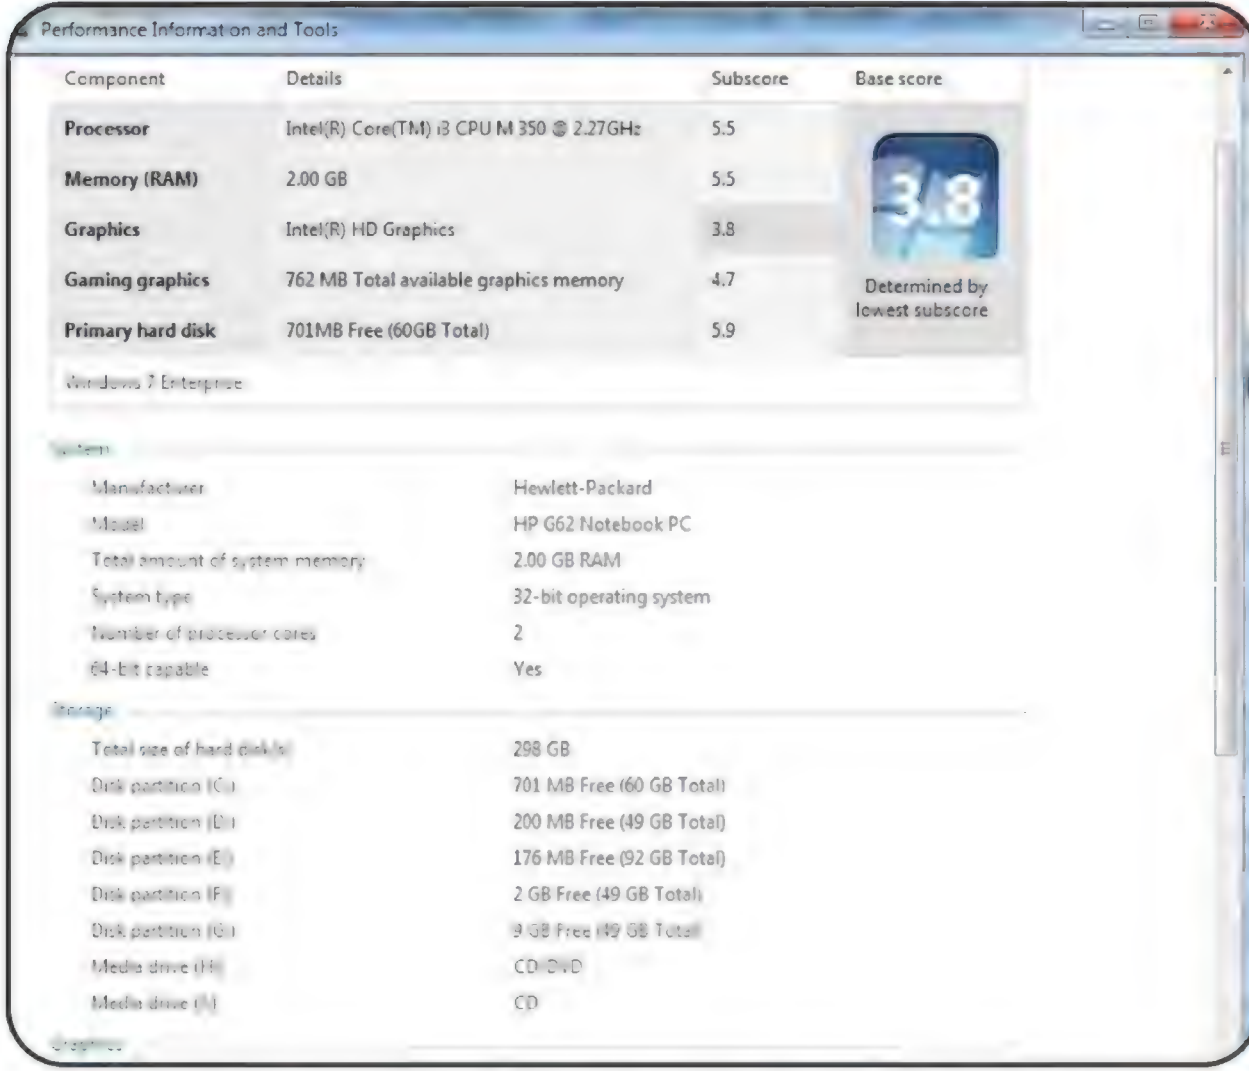 Performance Information and Tools
Component Details Subscore Base score
Processor Intel(R) Core(TM) i3 CPU M 350 @ 2.27GHz 5.5
Memory (RAM) 2.00 GB 5.5
3.8
Graphics Intel(R) HD Graphics 3.8
Gaming graphics 762 MB Total available graphics memory 4.7
Determined by
lowest subscore
Primary hard disk 701MB Free (60GB Total) 5.9
Windows 7 Enterprise
System
Manufacturer Hewlett-Packard
Model HP G62 Notebook PC
Total amount of system memory 2.00 GB RAM
System type 32-bit operating system
Number of processor cores 2
64-bit capable Yes
Storage
Total size of hard disk(s) 298 GB
Disk partition (C:) 701 MB Free (60 GB Total)
Disk partition (D:) 200 MB Free (49 GB Total)
Disk partition (E:) 176 MB Free (92 GB Total)
Disk partition (F:) 2 GB Free (49 GB Total)
Disk partition (G:) 9 GB Free (49 GB Total)
Media drive (H:) CD/DVD
Media drive CD
Graphics